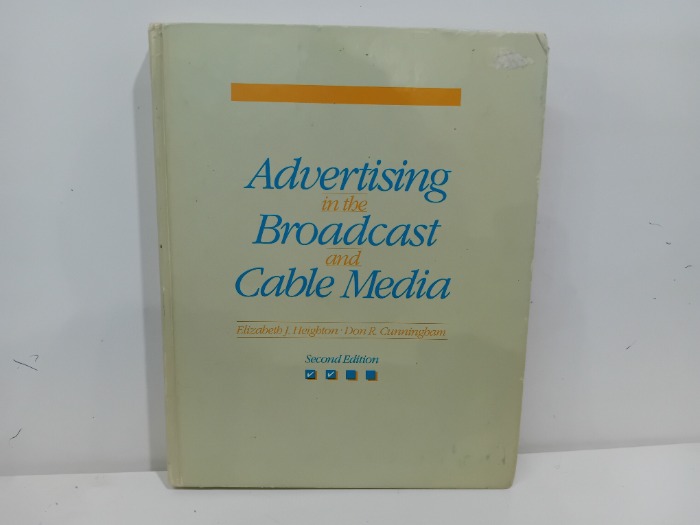 Advertising
in the
Broadcast
and
Cable Media
Elizabeth J. Heighton · Don R. Cunningham
Second Edition